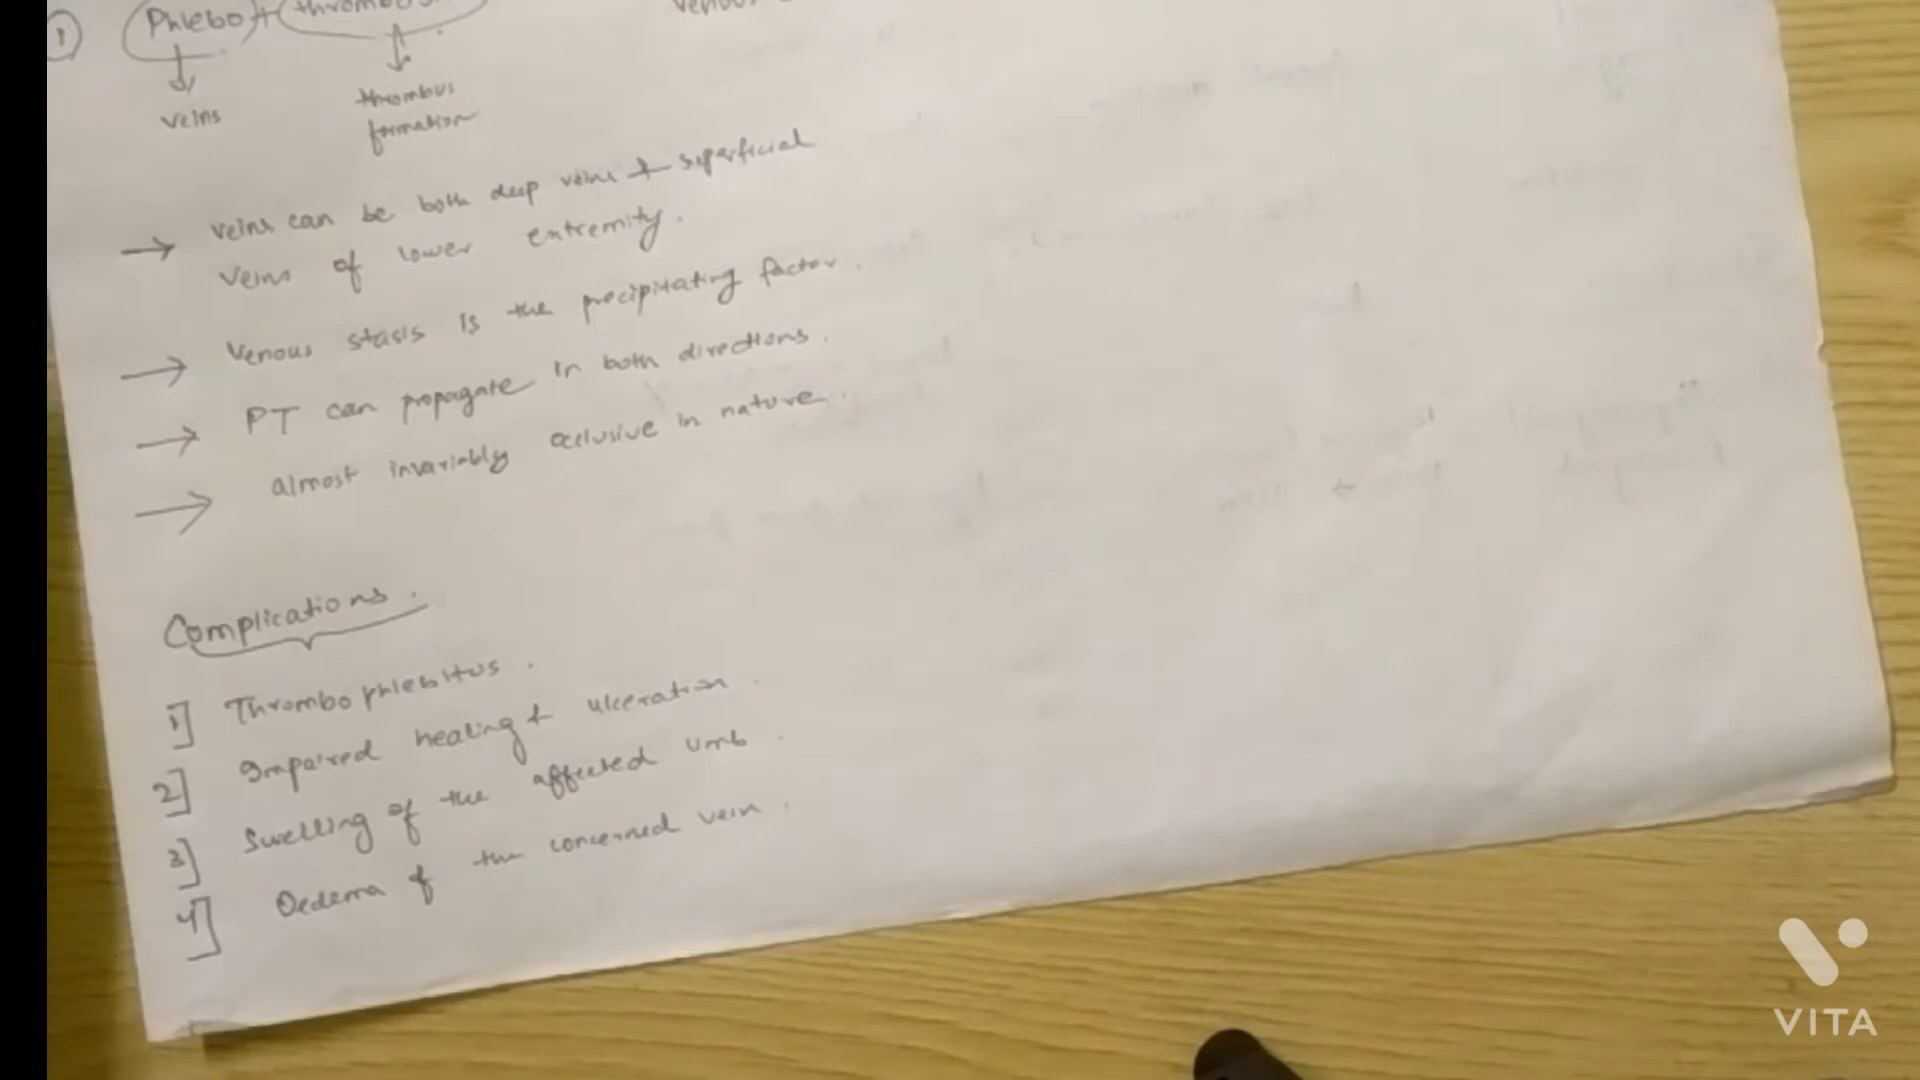 1 Phlebo + thrombos
Venous
veins
thrombus
formation
→ veins can be both deep veins & superficial
veins of lower extremity.
→ Venous stasis is the precipitating factor.
→ PT can propagate in both directions.
→ almost invariably occlusive in nature.
Complications.
1] Thrombophlebitus.
2] Impaired healing & ulceration.
3] Swelling of the affected limb.
4] Oedema of the concerned vein.
VITA